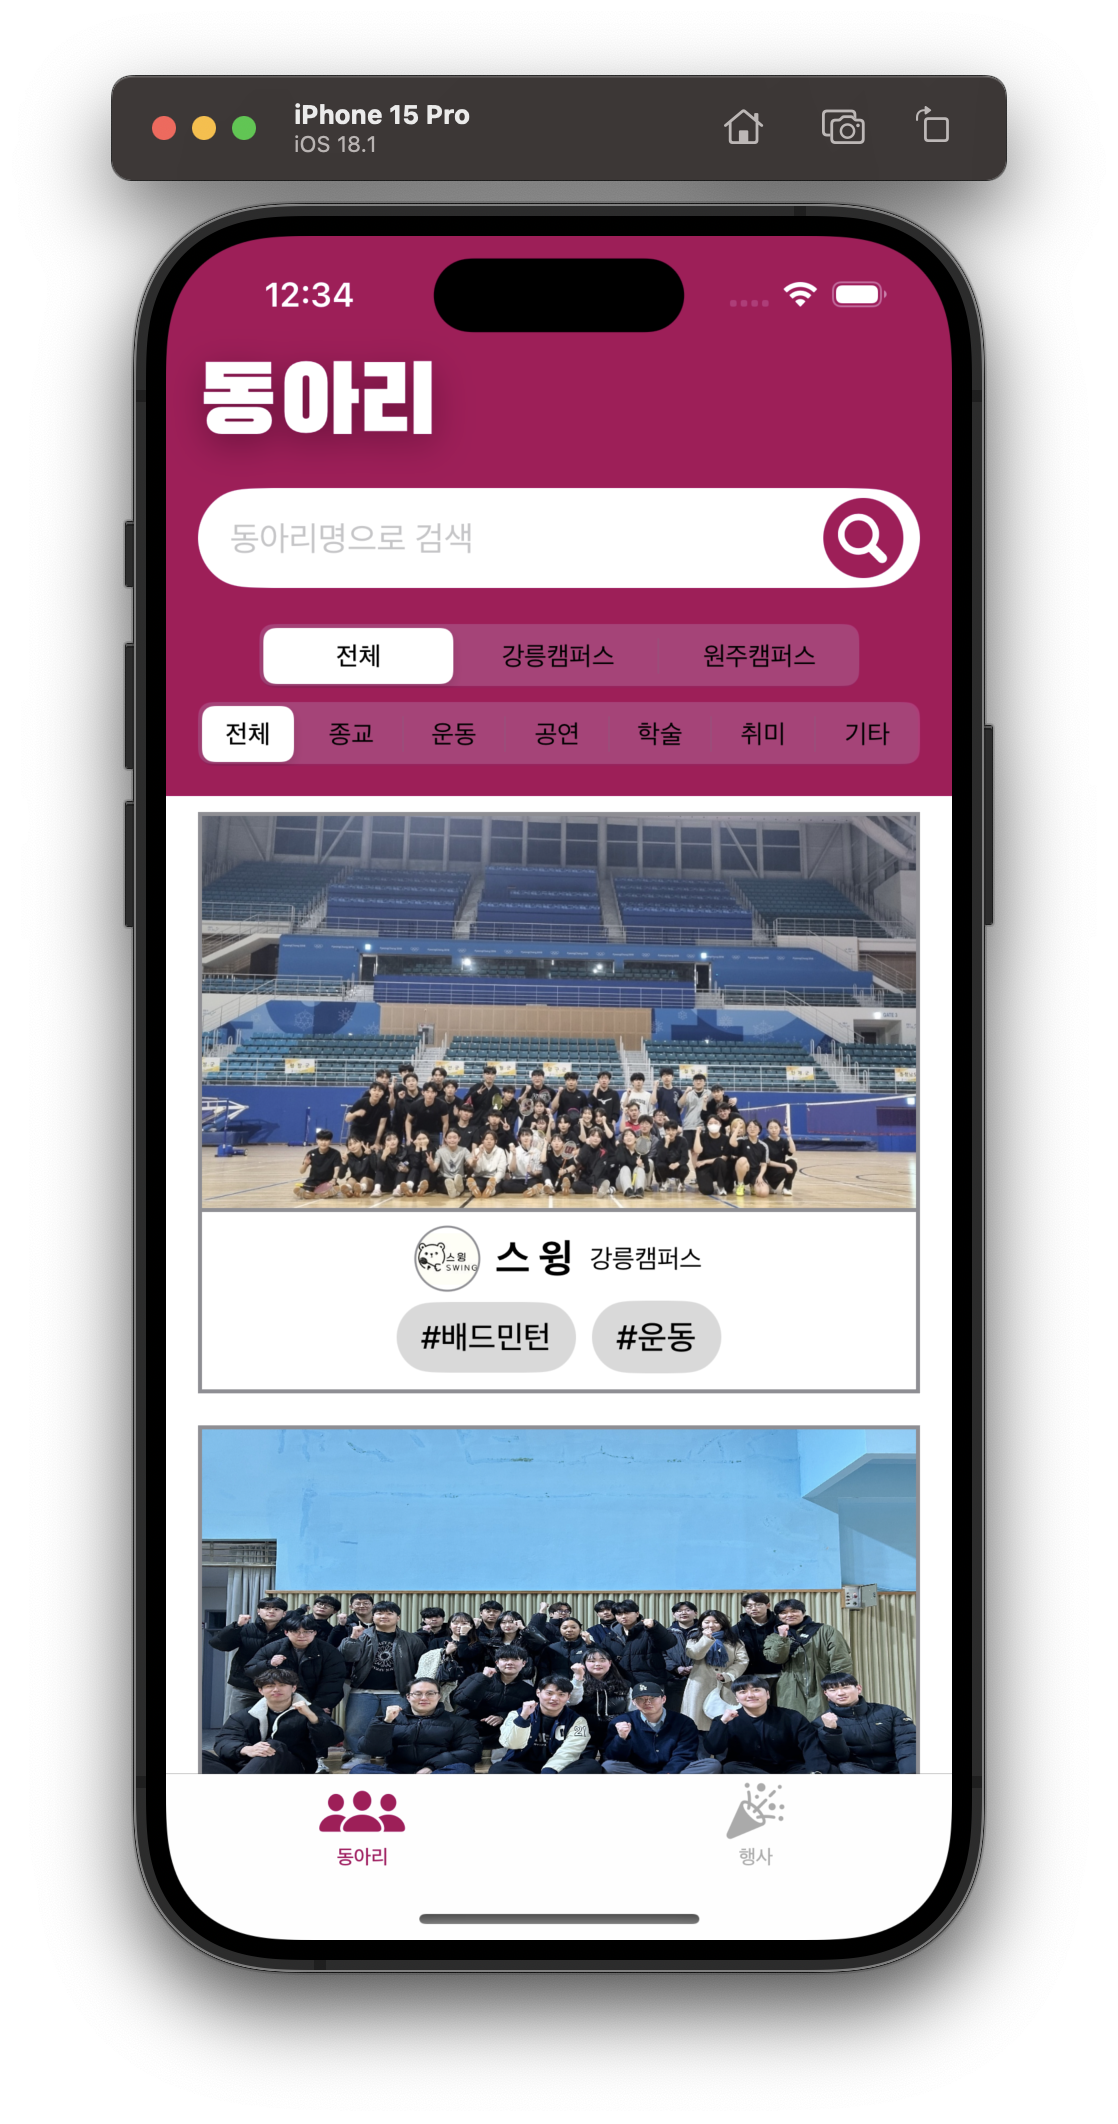 iPhone 15 Pro
iOS 18.1
12:34
동아리
동아리명으로 검색
전체 강릉캠퍼스 원주캠퍼스
전체 종교 운동 공연 학술 취미 기타
스윙
SWING
스 윙 강릉캠퍼스
#배드민턴 #운동
동아리 행사